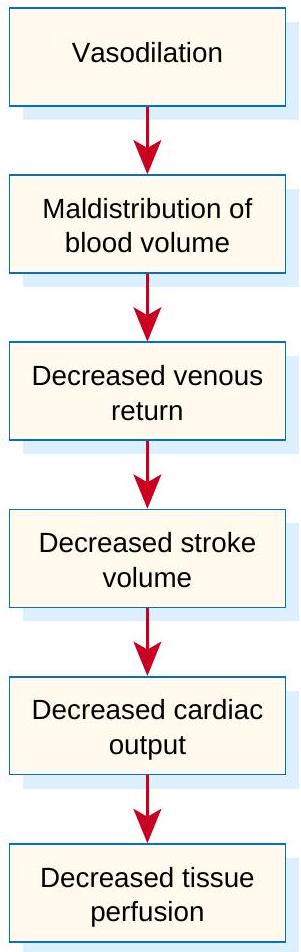 Vasodilation
Maldistribution of
blood volume
Decreased venous
return
Decreased stroke
volume
Decreased cardiac
output
Decreased tissue
perfusion